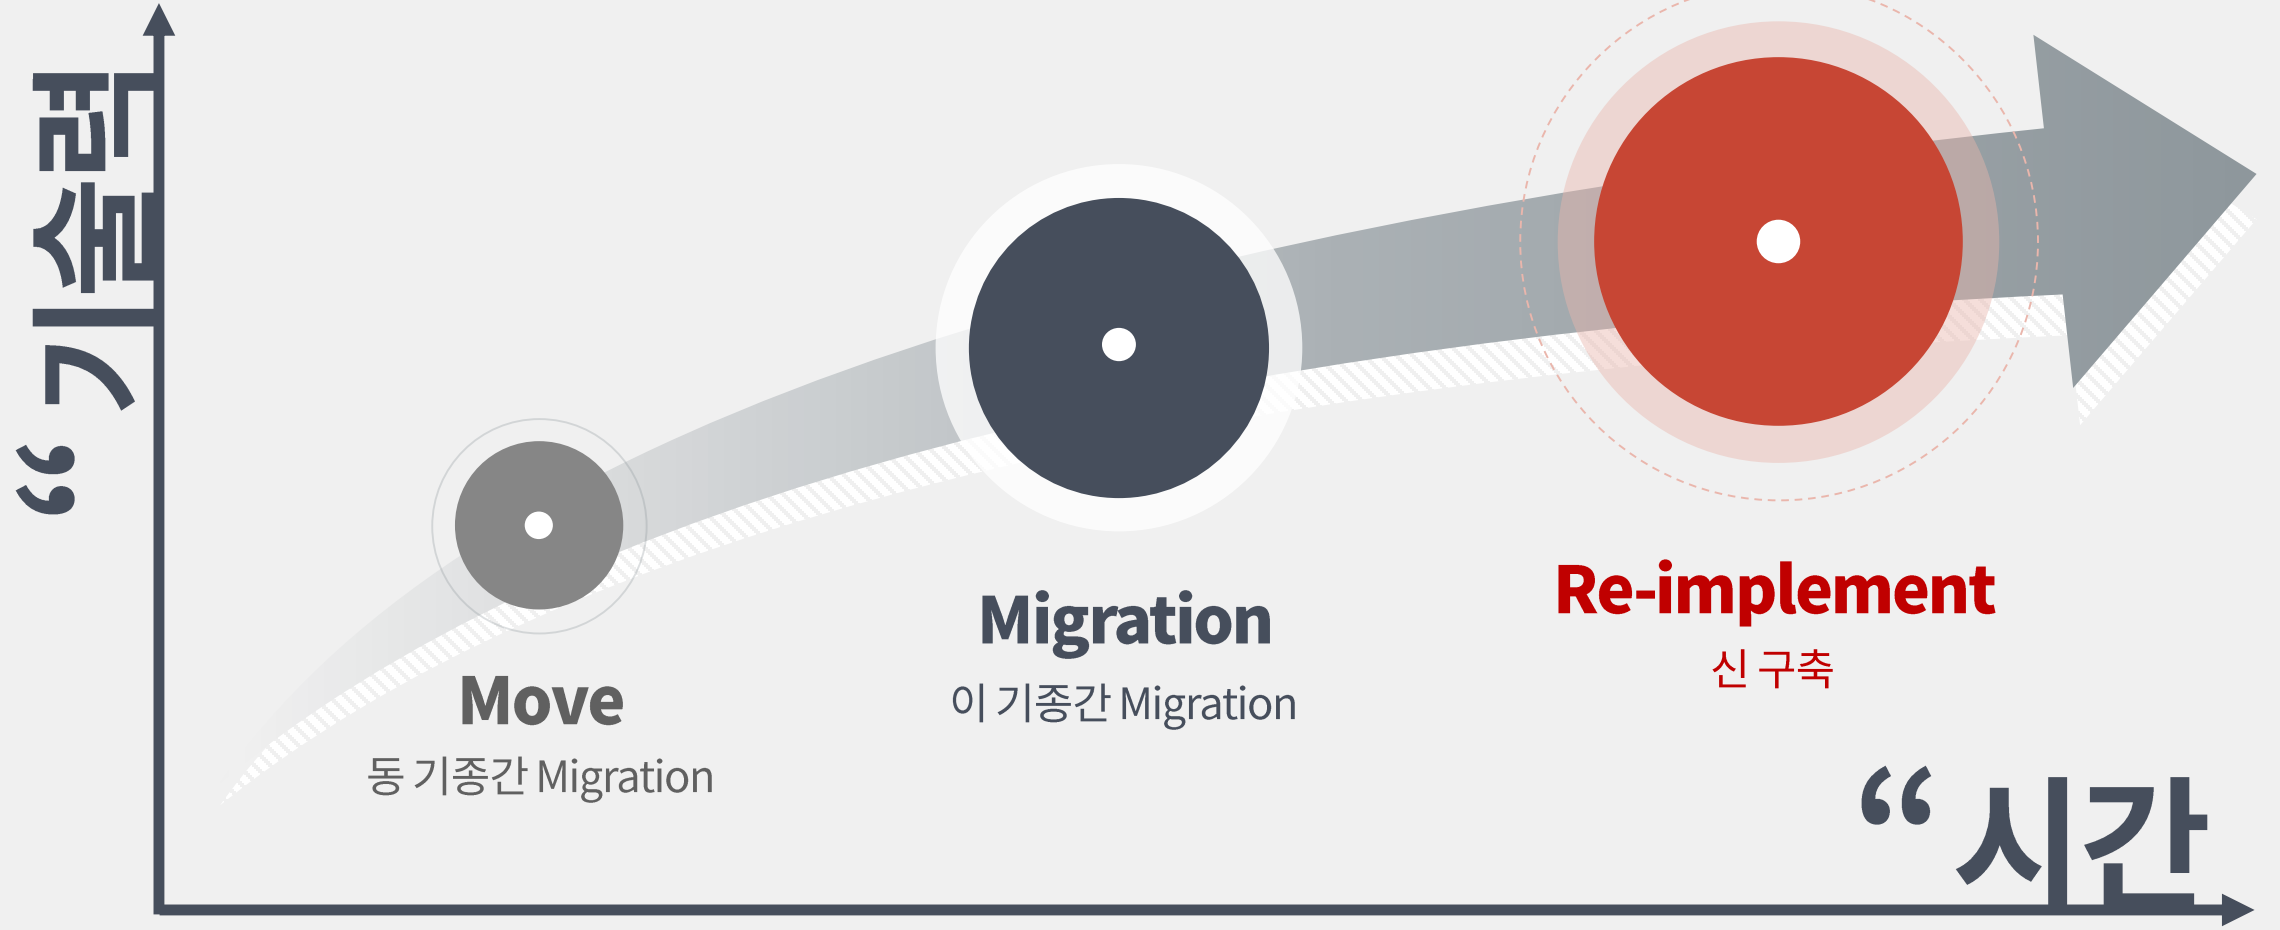 “ 기술력
Move
동 기종간 Migration
Migration
이 기종간 Migration
Re-implement
신 구축
“ 시간